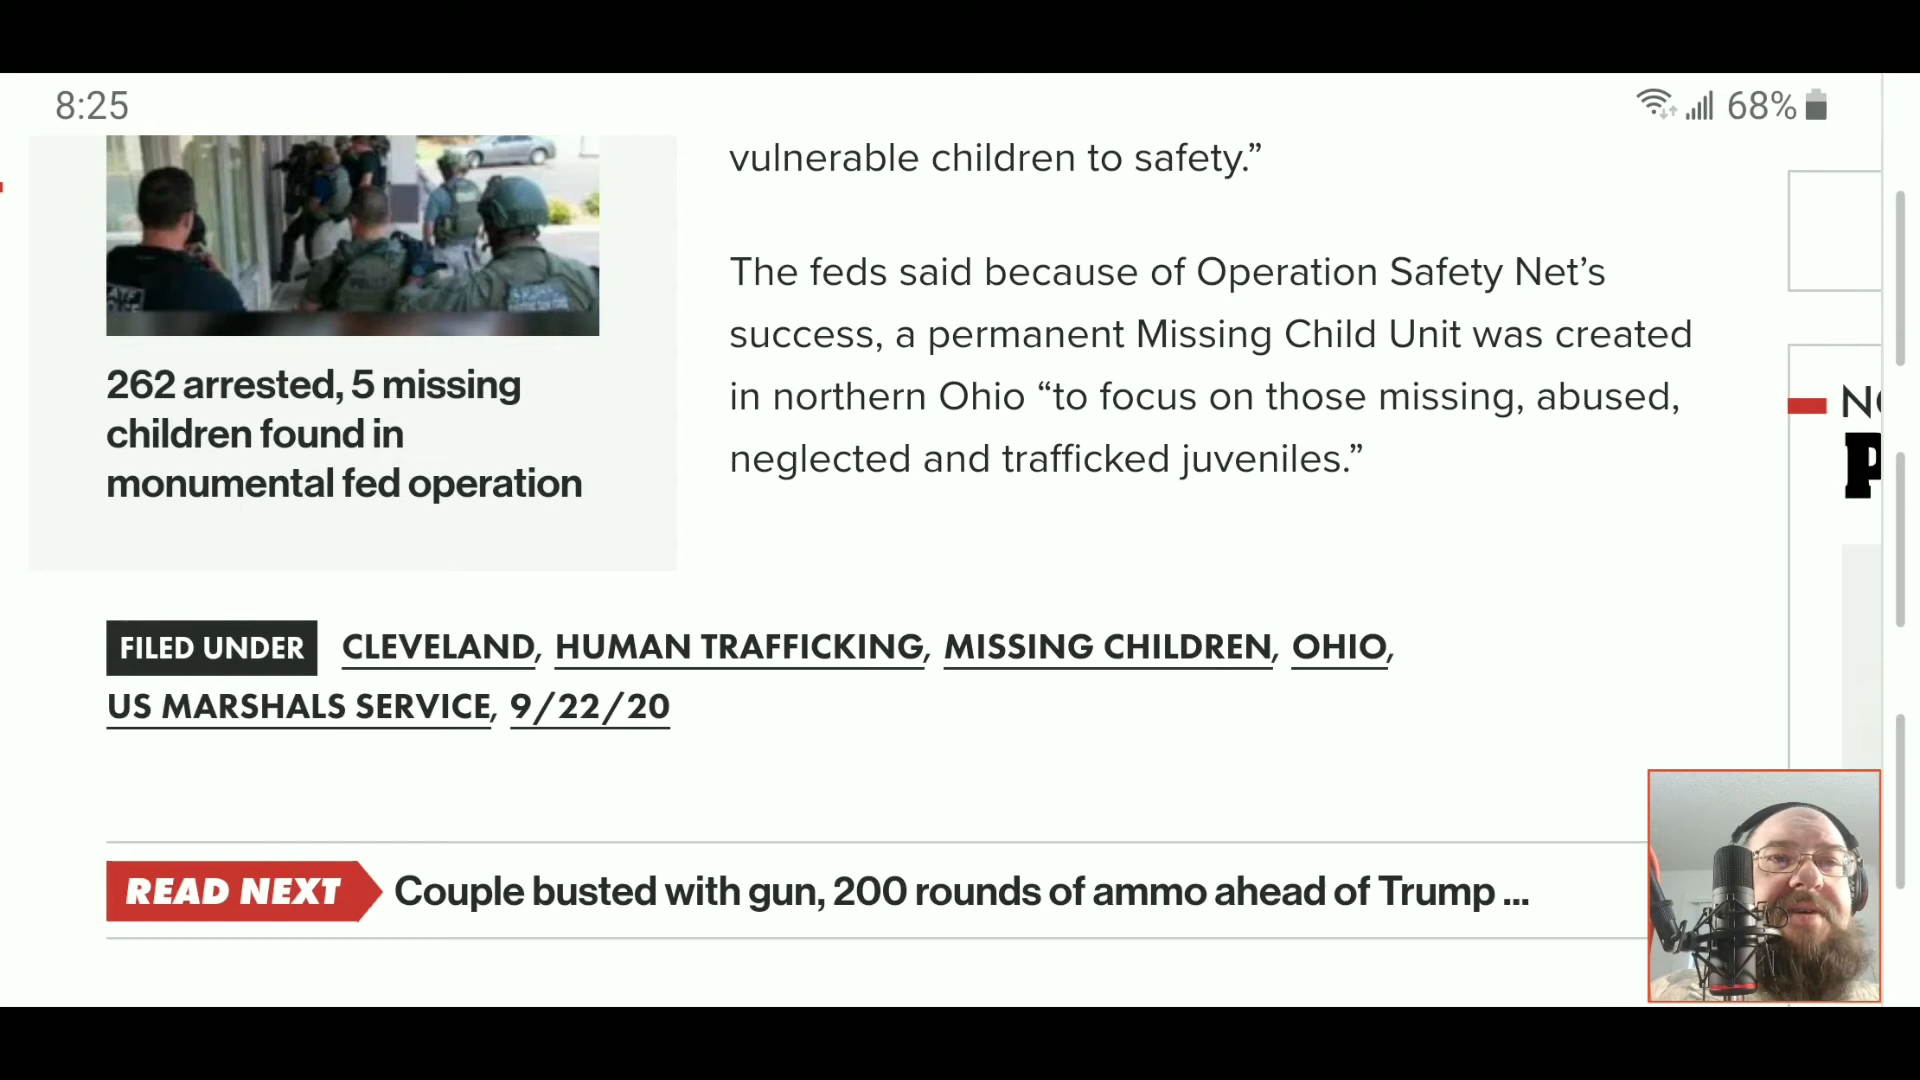 8:25
68%
vulnerable children to safety.”
The feds said because of Operation Safety Net’s
success, a permanent Missing Child Unit was created
in northern Ohio “to focus on those missing, abused,
neglected and trafficked juveniles.”
262 arrested, 5 missing
children found in
monumental fed operation
FILED UNDER CLEVELAND, HUMAN TRAFFICKING, MISSING CHILDREN, OHIO,
US MARSHALS SERVICE, 9/22/20
READ NEXT Couple busted with gun, 200 rounds of ammo ahead of Trump ...